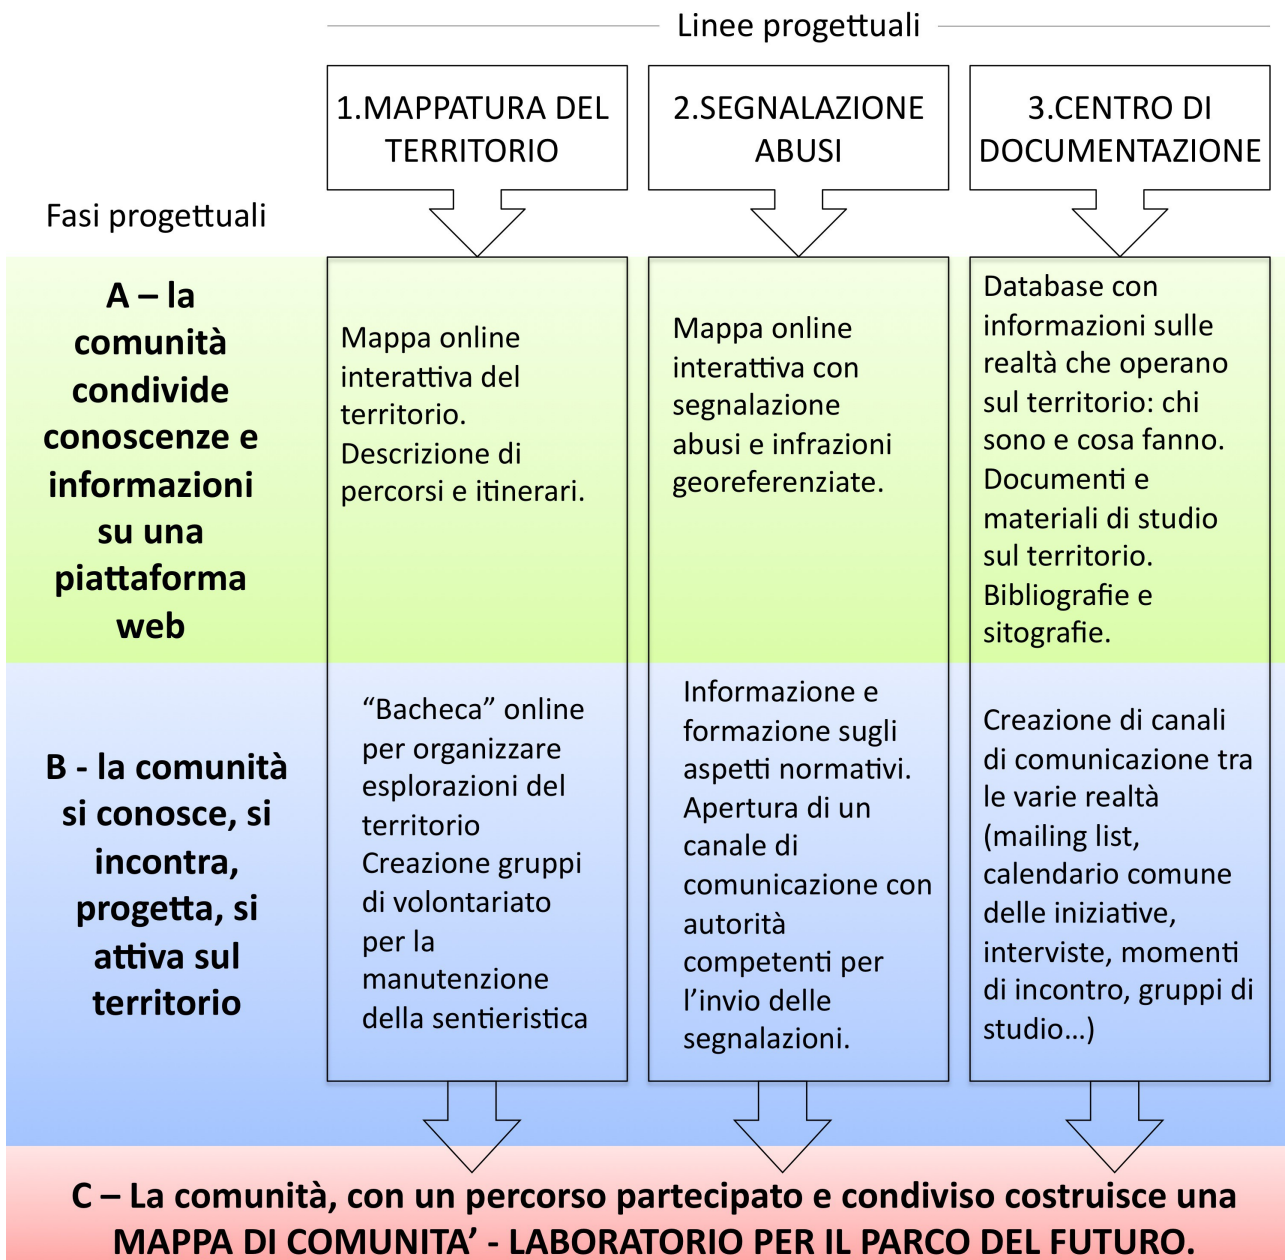 Linee progettuali
1.MAPPATURA DEL
TERRITORIO
2.SEGNALAZIONE
ABUSI
3.CENTRO DI
DOCUMENTAZIONE
Fasi progettuali
A – la
comunità
condivide
conoscenze e
informazioni
su una
piattaforma
web
Mappa online
interattiva del
territorio.
Descrizione di
percorsi e itinerari.
Mappa online
interattiva con
segnalazione
abusi e infrazioni
georeferenziate.
Database con
informazioni sulle
realtà che operano
sul territorio: chi
sono e cosa fanno.
Documenti e
materiali di studio
sul territorio.
Bibliografie e
sitografie.
B - la comunità
si conosce, si
incontra,
progetta, si
attiva sul
territorio
“Bacheca” online
per organizzare
esplorazioni del
territorio
Creazione gruppi
di volontariato
per la
manutenzione
della sentieristica
Informazione e
formazione sugli
aspetti normativi.
Apertura di un
canale di
comunicazione con
autorità
competenti per
l’invio delle
segnalazioni.
Creazione di canali
di comunicazione tra
le varie realtà
(mailing list,
calendario comune
delle iniziative,
interviste, momenti
di incontro, gruppi di
studio…)
C – La comunità, con un percorso partecipato e condiviso costruisce una
MAPPA DI COMUNITA’ - LABORATORIO PER IL PARCO DEL FUTURO.